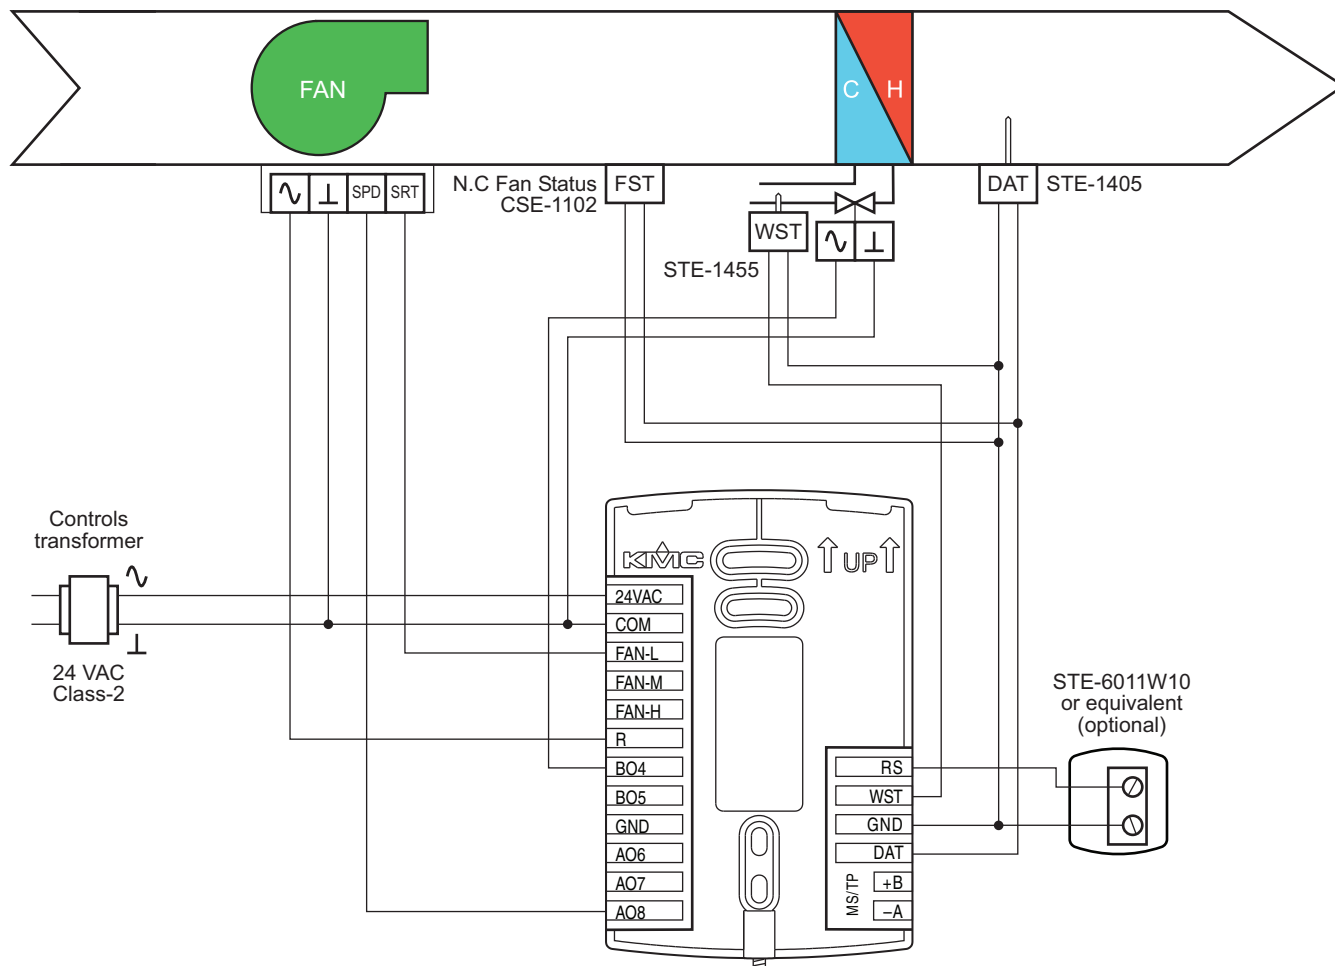 FAN
C
H
SPD
SRT
N.C Fan Status
CSE-1102
FST
WST
STE-1455
DAT
STE-1405
Controls
transformer
24 VAC
Class-2
KMC
UP
24VAC
COM
FAN-L
FAN-M
FAN-H
R
BO4
BO5
GND
AO6
AO7
AO8
RS
WST
GND
DAT
MS/TP
+B
–A
STE-6011W10
or equivalent
(optional)